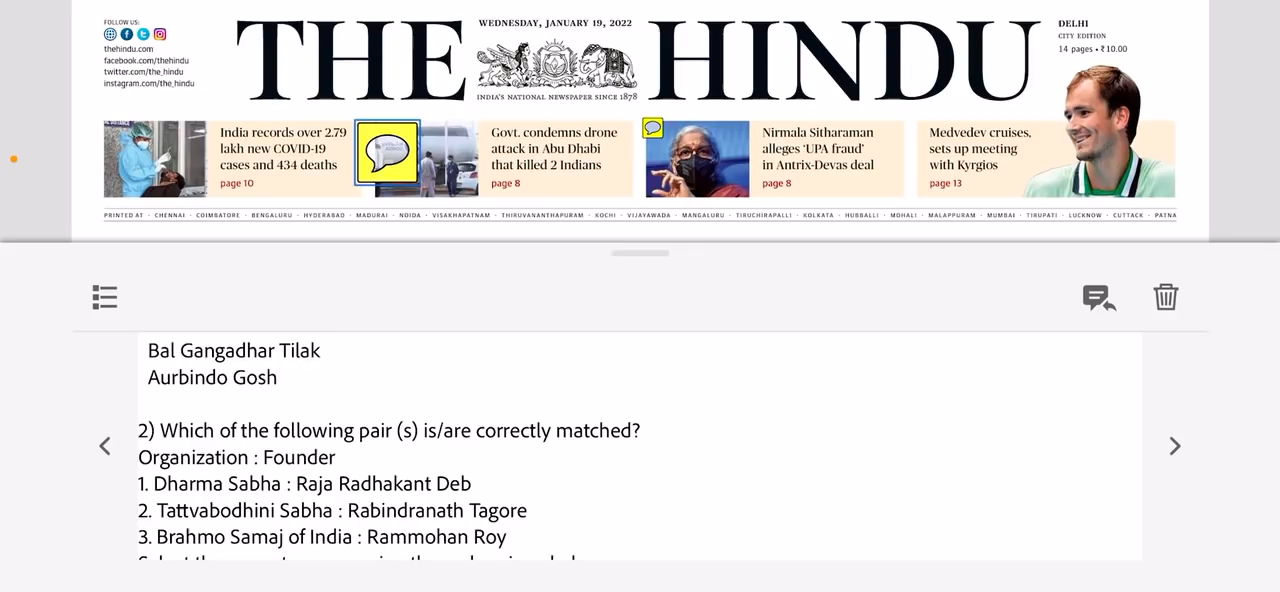 FOLLOW US:
thehindu.com
facebook.com/thehindu
twitter.com/the_hindu
instagram.com/the_hindu
THE HINDU
WEDNESDAY, JANUARY 19, 2022
INDIA'S NATIONAL NEWSPAPER SINCE 1878
DELHI
CITY EDITION
14 pages • ₹10.00
India records over 2.79
lakh new COVID-19
cases and 434 deaths
page 10
Govt. condemns drone
attack in Abu Dhabi
that killed 2 Indians
page 8
Nirmala Sitharaman
alleges ‘UPA fraud’
in Antrix-Devas deal
page 8
Medvedev cruises,
sets up meeting
with Kyrgios
page 13
PRINTED AT · CHENNAI · COIMBATORE · BENGALURU · HYDERABAD · MADURAI · NOIDA · VISAKHAPATNAM · THIRUVANANTHAPURAM · KOCHI · VIJAYAWADA · MANGALURU · TIRUCHIRAPALLI · KOLKATA · HUBBALLI · MOHALI · MALAPPURAM · MUMBAI · TIRUPATI · LUCKNOW · CUTTACK · PATNA
Bal Gangadhar Tilak
Aurbindo Gosh
2) Which of the following pair (s) is/are correctly matched?
Organization : Founder
1. Dharma Sabha : Raja Radhakant Deb
2. Tattvabodhini Sabha : Rabindranath Tagore
3. Brahmo Samaj of India : Rammohan Roy